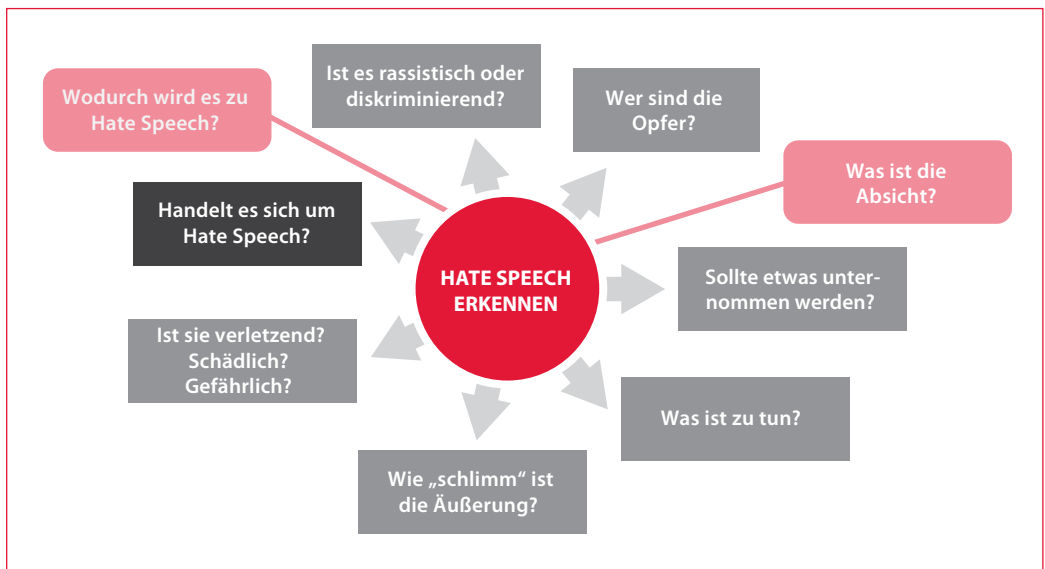 Ist es rassistisch oder
diskriminierend?
Wodurch wird es zu
Hate Speech?
Wer sind die
Opfer?
Was ist die
Absicht?
Handelt es sich um
Hate Speech?
HATE SPEECH
ERKENNEN
Sollte etwas unter-
nommen werden?
Ist sie verletzend?
Schädlich?
Gefährlich?
Was ist zu tun?
Wie „schlimm“ ist
die Äußerung?